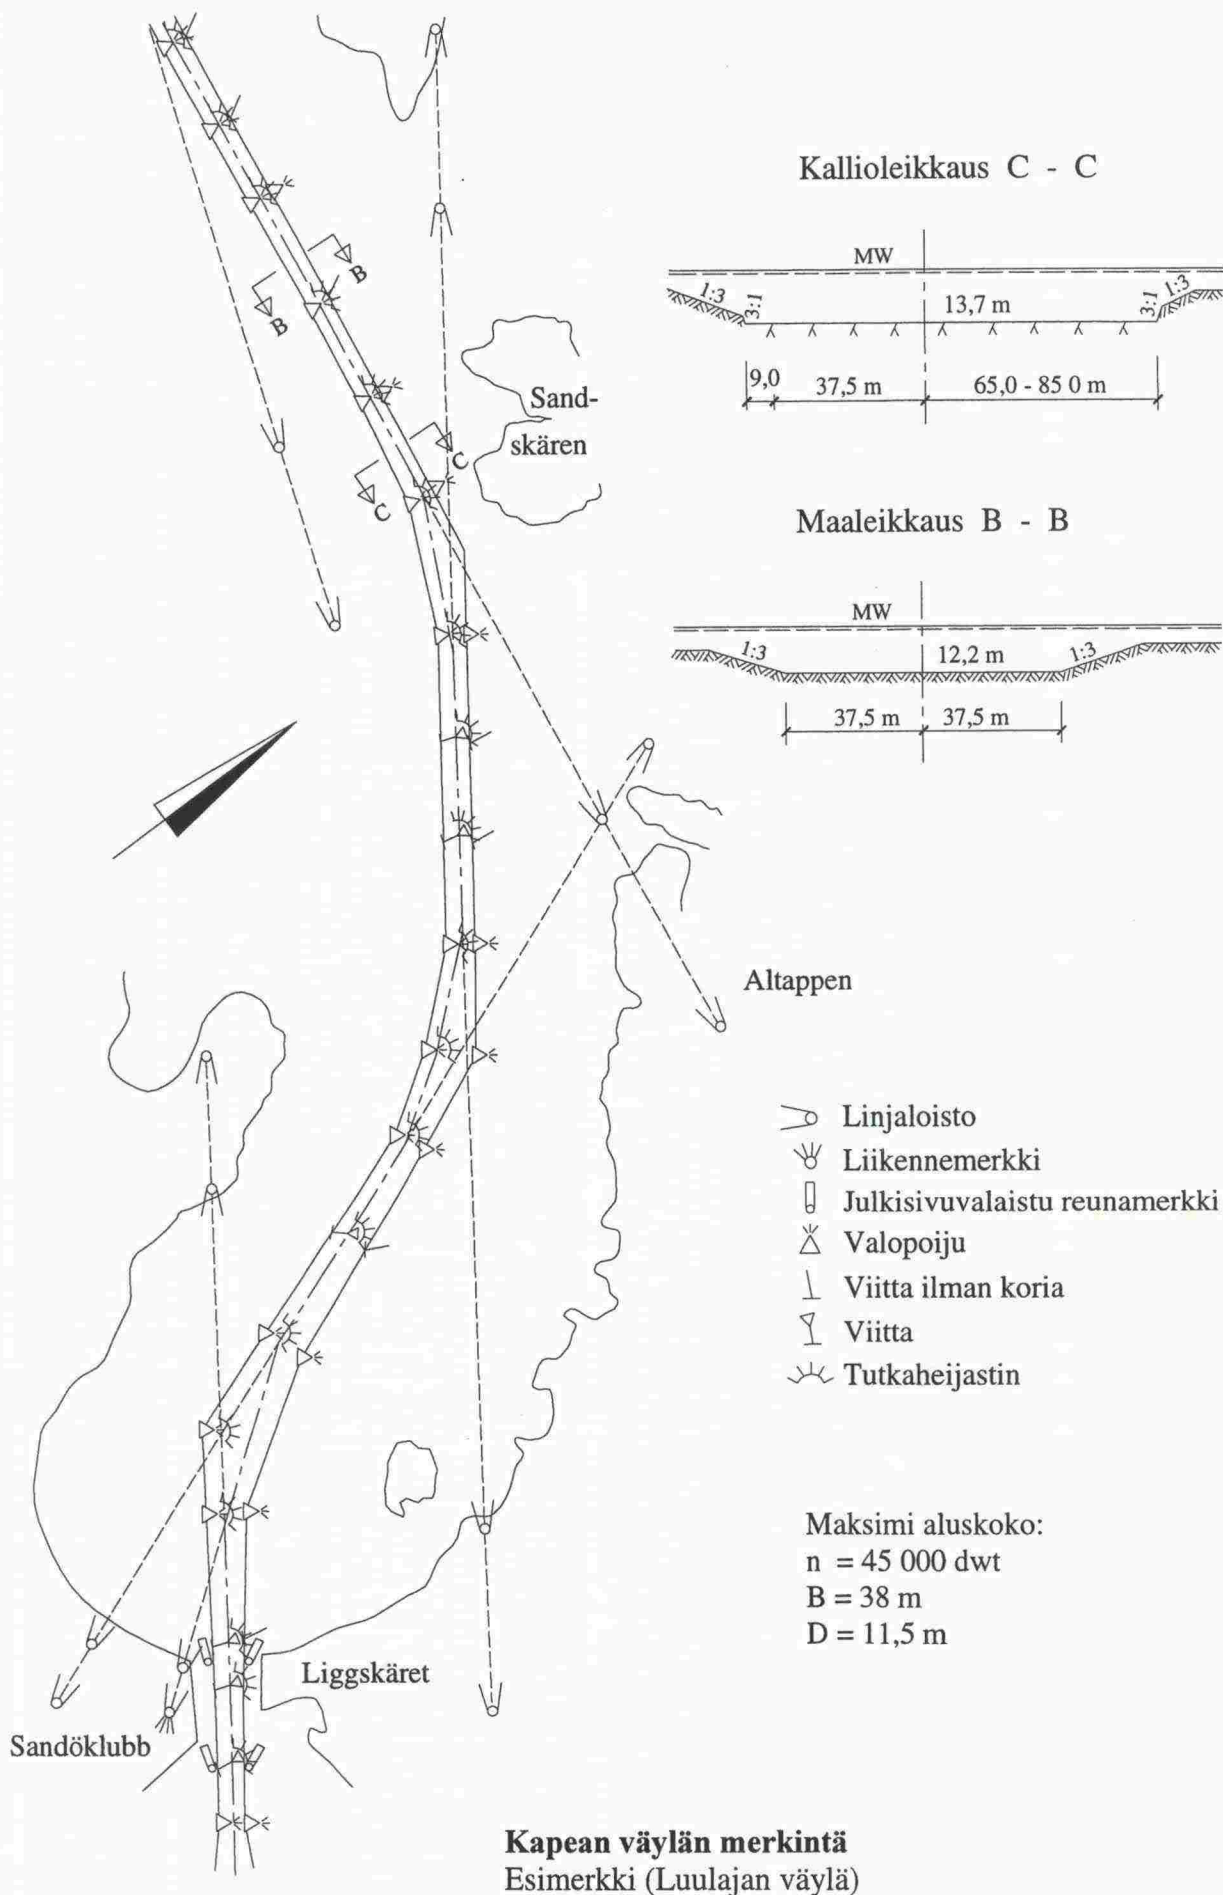 Kallioleikkaus C - C
MW
1:3
3:1
13,7 m
3:1
1:3
9,0
37,5 m
65,0 - 85 0 m
B
B
Sand-
skären
C
C
Maaleikkaus B - B
MW
1:3
12,2 m
1:3
37,5 m
37,5 m
Altappen
Linjaloisto
Liikennemerkki
Julkisivuvalaistu reunamerkki
Valopoiju
Viitta ilman koria
Viitta
Tutkaheijastin
Maksimi aluskoko:
n = 45 000 dwt
B = 38 m
D = 11,5 m
Liggskäret
Sandöklubb
Kapean väylän merkintä
Esimerkki (Luulajan väylä)